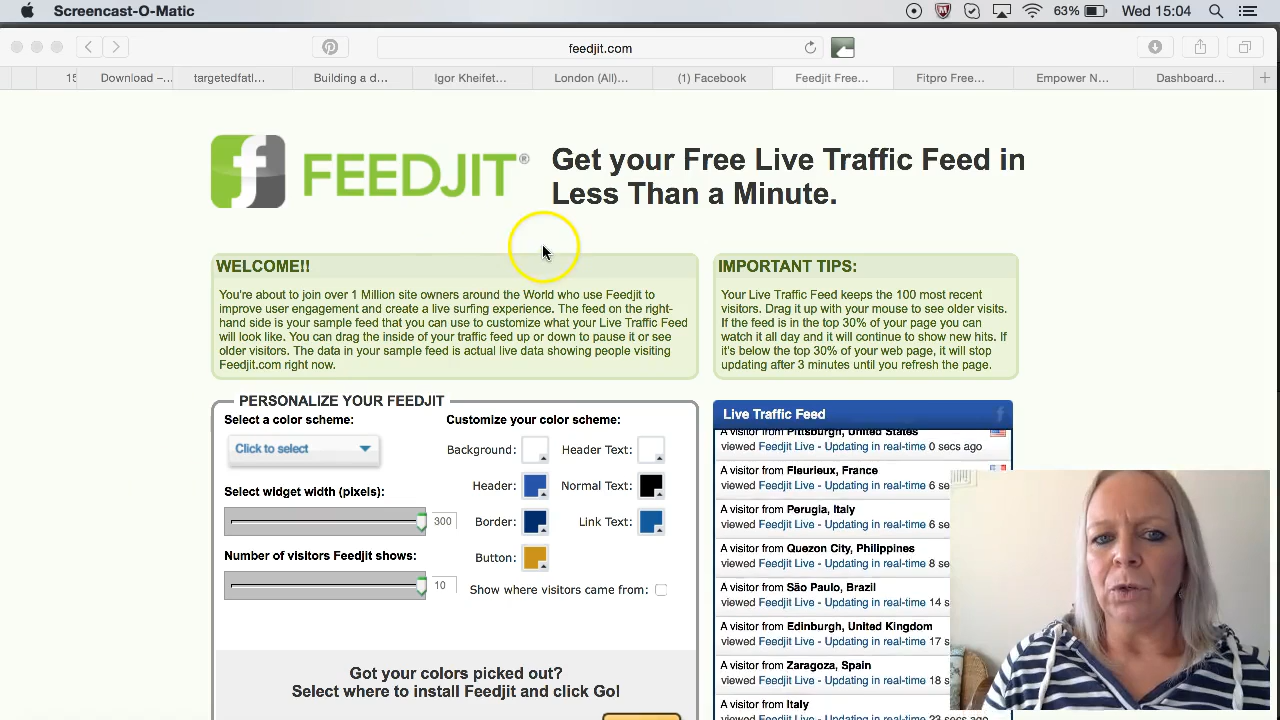 Screencast-O-Matic
63%
Wed 15:04
feedjit.com
15
Download –...
targetedfatl...
Building a d...
Igor Kheifet...
London (All)...
(1) Facebook
Feedjit Free...
Fitpro Free...
Empower N...
Dashboard...
f FEEDJIT®
Get your Free Live Traffic Feed in
Less Than a Minute.
WELCOME!!
You're about to join over 1 Million site owners around the World who use Feedjit to
improve user engagement and create a live surfing experience. The feed on the right-
hand side is your sample feed that you can use to customize what your Live Traffic Feed
will look like. You can drag the inside of your traffic feed up or down to pause it or see
older visitors. The data in your sample feed is actual live data showing people visiting
Feedjit.com right now.
IMPORTANT TIPS:
Your Live Traffic Feed keeps the 100 most recent
visitors. Drag it up with your mouse to see older visits.
If the feed is in the top 30% of your page you can
watch it all day and it will continue to show new hits. If
it's below the top 30% of your web page, it will stop
updating after 3 minutes until you refresh the page.
PERSONALIZE YOUR FEEDJIT
Select a color scheme:
Click to select
Select widget width (pixels):
300
Number of visitors Feedjit shows:
10
Customize your color scheme:
Background:
Header Text:
Header:
Normal Text:
Border:
Link Text:
Button:
Show where visitors came from:
Got your colors picked out?
Select where to install Feedjit and click Go!
Live Traffic Feed
f
A visitor from Pittsburgh, United States
viewed Feedjit Live - Updating in real-time 0 secs ago
A visitor from Fleurieux, France
viewed Feedjit Live - Updating in real-time 6 se
A visitor from Perugia, Italy
viewed Feedjit Live - Updating in real-time 6 se
A visitor from Quezon City, Philippines
viewed Feedjit Live - Updating in real-time 8 se
A visitor from São Paulo, Brazil
viewed Feedjit Live - Updating in real-time 14 s
A visitor from Edinburgh, United Kingdom
viewed Feedjit Live - Updating in real-time 17 s
A visitor from Zaragoza, Spain
viewed Feedjit Live - Updating in real-time 18 s
A visitor from Italy
viewed Feedjit Live - Updating in real-time 23 secs ago